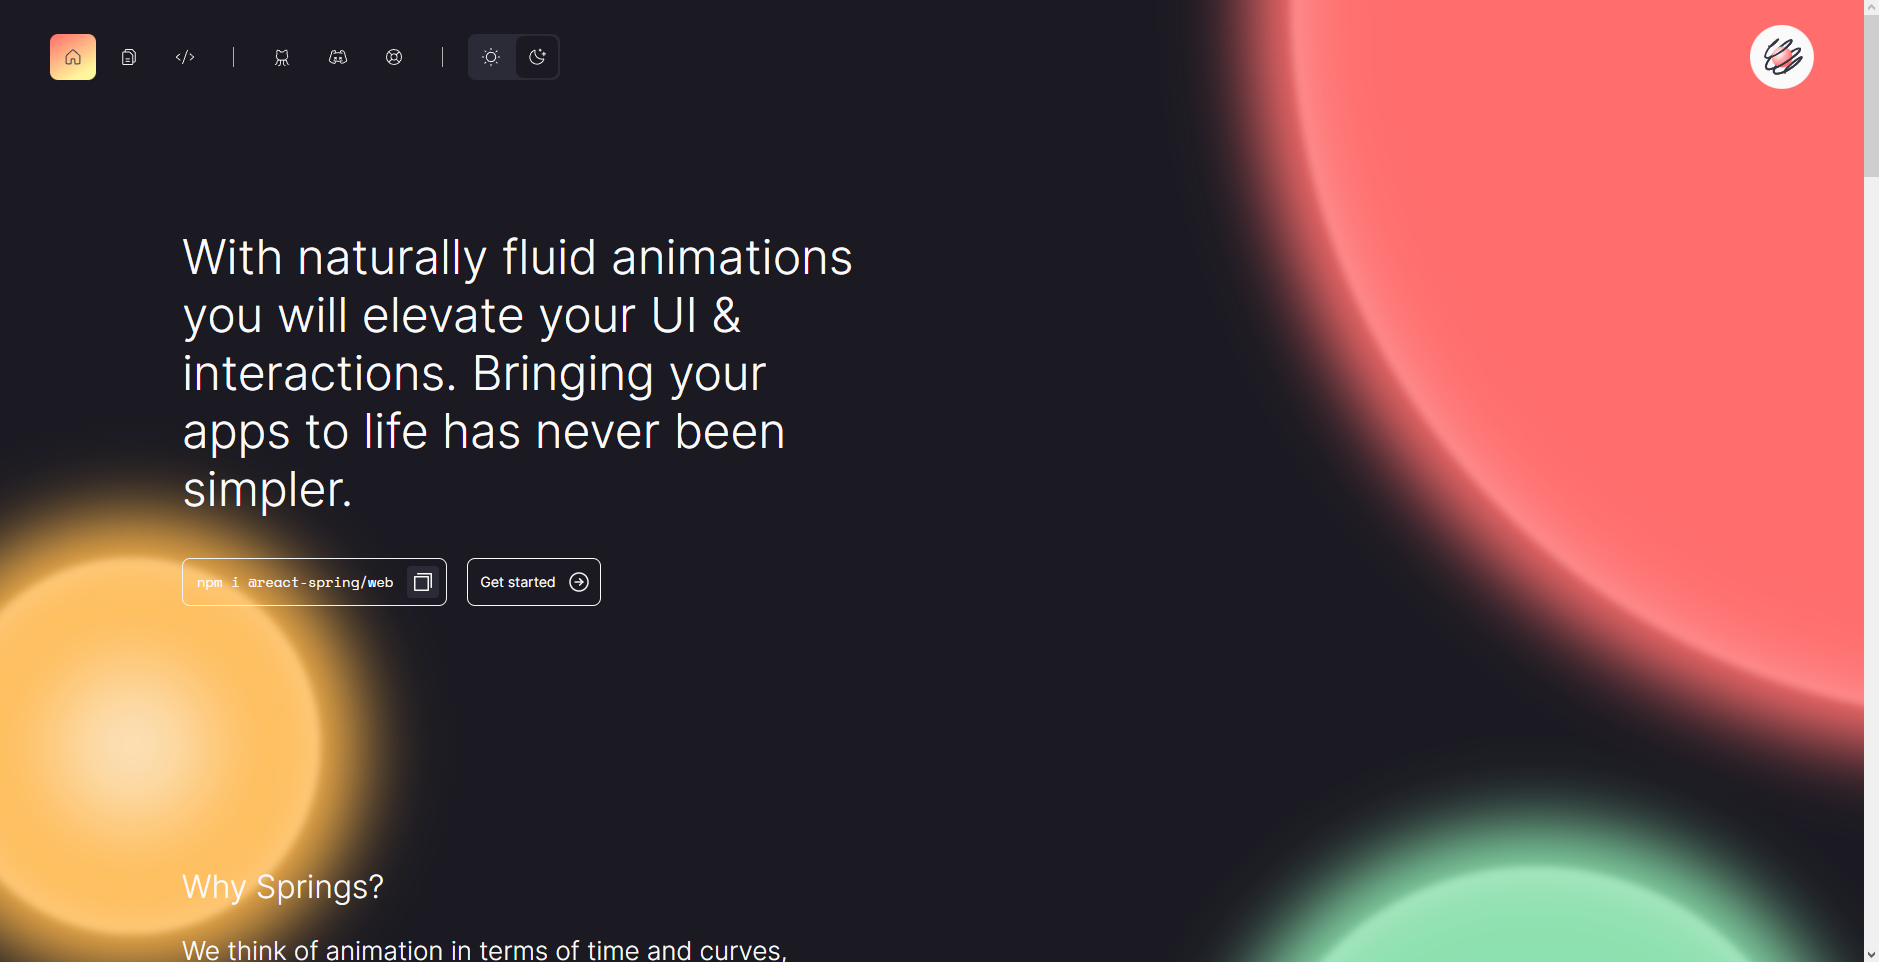 With naturally fluid animations
you will elevate your UI &
interactions. Bringing your
apps to life has never been
simpler.
npm i @react-spring/web
Get started
Why Springs?
We think of animation in terms of time and curves,